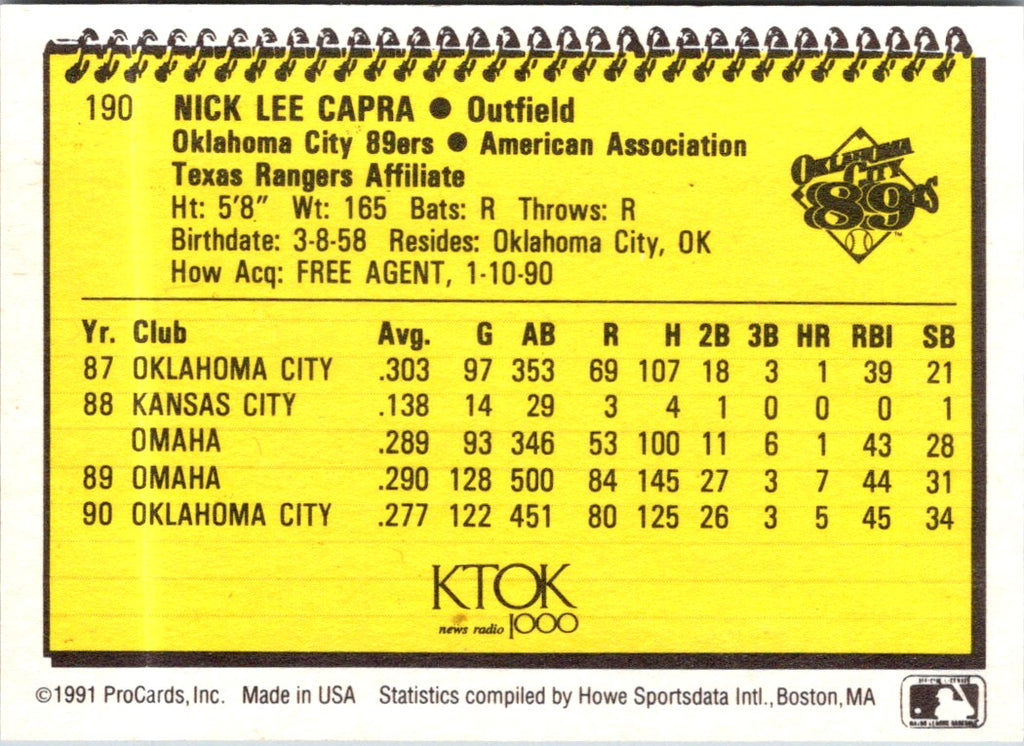 190 NICK LEE CAPRA • Outfield
Oklahoma City 89ers • American Association
Texas Rangers Affiliate
OKLAHOMA
CITY
89ERS
TM
Ht: 5'8" Wt: 165 Bats: R Throws: R
Birthdate: 3-8-58 Resides: Oklahoma City, OK
How Acq: FREE AGENT, 1-10-90
Yr. Club Avg. G AB R H 2B 3B HR RBI SB
87 OKLAHOMA CITY .303 97 353 69 107 18 3 1 39 21
88 KANSAS CITY .138 14 29 3 4 1 0 0 0 1
OMAHA .289 93 346 53 100 11 6 1 43 28
89 OMAHA .290 128 500 84 145 27 3 7 44 31
90 OKLAHOMA CITY .277 122 451 80 125 26 3 5 45 34
KTOK
news radio 1000
©1991 ProCards, Inc. Made in USA Statistics compiled by Howe Sportsdata Intl., Boston, MA